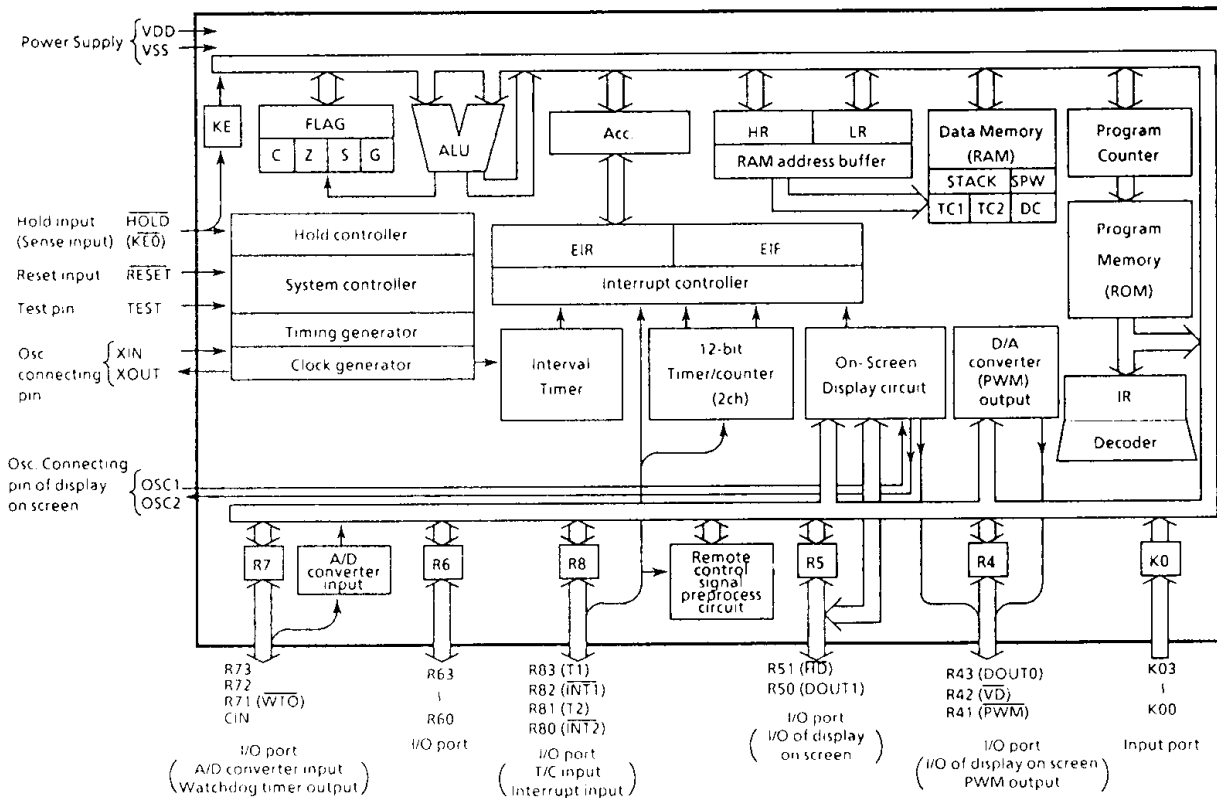 Power Supply
VDD
VSS
KE
FLAG
C Z S G
ALU
Acc.
HR LR
RAM address buffer
Data Memory
(RAM)
STACK SPW
TC1 TC2 DC
Program
Counter
Hold input HOLD
(Sense input) (KE0)
Reset input RESET
Test pin TEST
Osc
connecting
pin
XIN
XOUT
Hold controller
System controller
Timing generator
Clock generator
EIR EIF
Interrupt controller
Interval
Timer
12-bit
Timer/counter
(2ch)
On-Screen
Display circuit
D/A
converter
(PWM)
output
Program
Memory
(ROM)
IR
Decoder
Osc. Connecting
pin of display
on screen
OSC1
OSC2
R7
A/D
converter
input
R6
R8
Remote
control
signal
preprocess
circuit
R5
R4
K0
R73
R72
R71 (WTO)
CIN
I/O port
(A/D converter input
Watchdog timer output)
R63
~
R60
I/O port
R83 (T1)
R82 (INT1)
R81 (T2)
R80 (INT2)
I/O port
(T/C input
Interrupt input)
R51 (HD)
R50 (DOUT1)
I/O port
(I/O of display
on screen)
R43 (DOUT0)
R42 (VD)
R41 (PWM)
I/O port
(I/O of display on screen
PWM output)
K03
~
K00
Input port